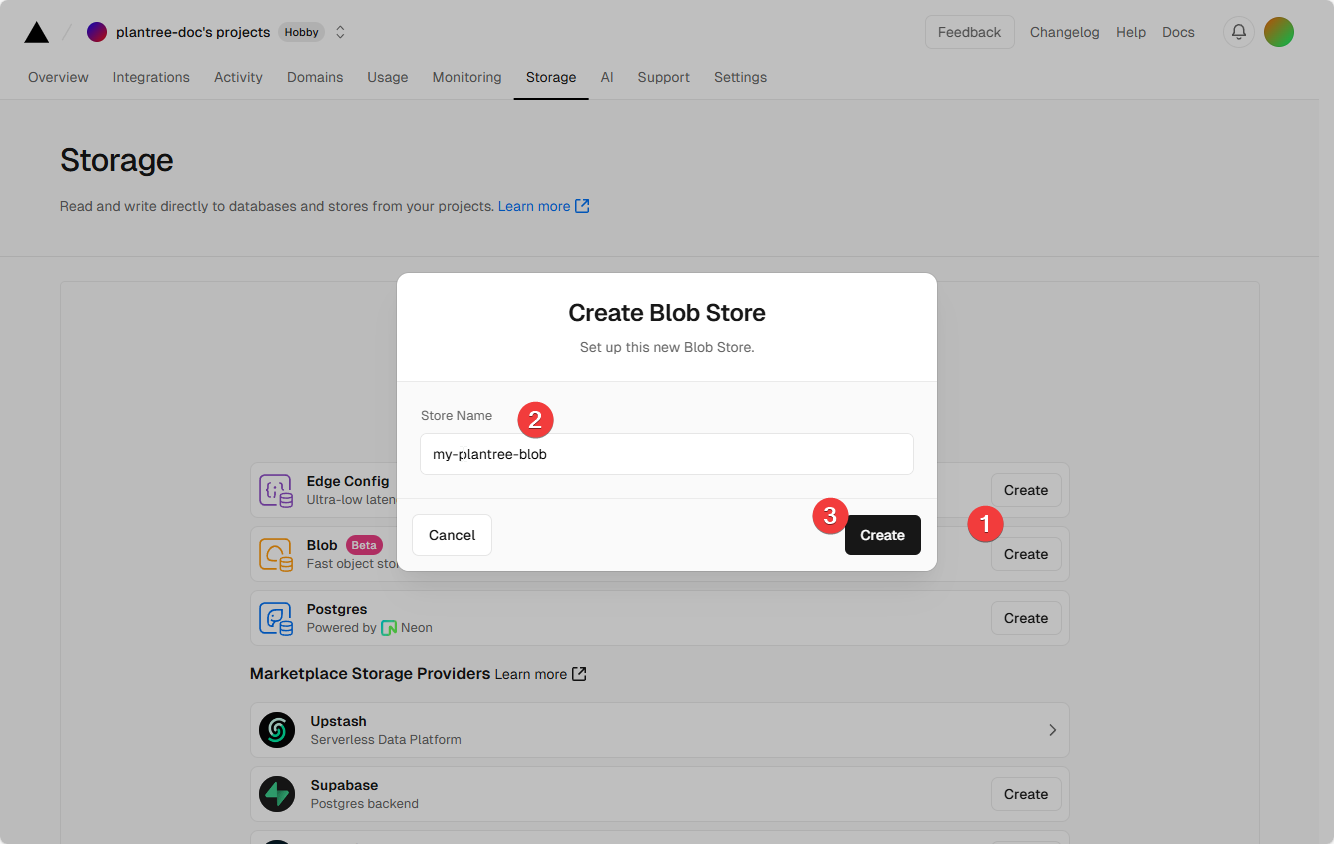 plantree-doc's projects Hobby
Feedback Changelog Help Docs
Overview Integrations Activity Domains Usage Monitoring Storage AI Support Settings
Storage
Read and write directly to databases and stores from your projects. Learn more
Create Blob Store
Set up this new Blob Store.
Store Name 2
my-plantree-blob
Cancel
3
Create
Edge Config
Ultra-low laten
Create
1
Blob Beta
Fast object sto
Create
Postgres
Powered by Neon
Create
Marketplace Storage Providers Learn more
Upstash
Serverless Data Platform
Supabase
Postgres backend
Create